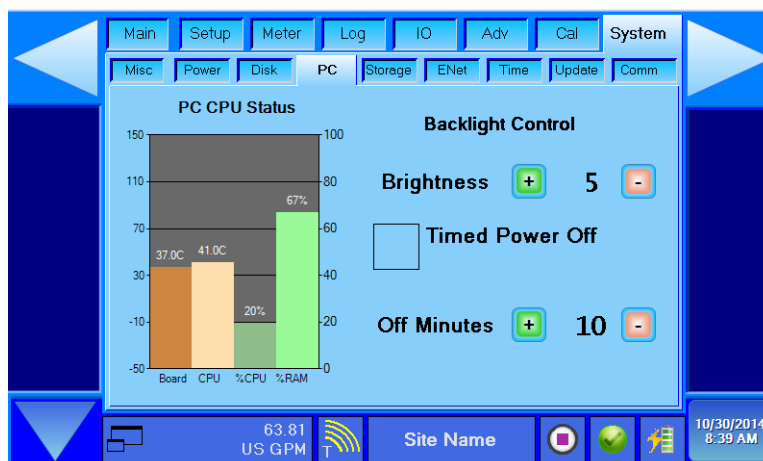 Main Setup Meter Log IO Adv Cal System
Misc Power Disk PC Storage ENet Time Update Comm
PC CPU Status
150
110
70
30
-10
-50
100
80
60
40
20
0
37.0C
41.0C
20%
67%
Board CPU %CPU %RAM
Backlight Control
Brightness + 5 -
Timed Power Off
Off Minutes + 10 -
63.81
US GPM
T
Site Name
10/30/2014
8:39 AM